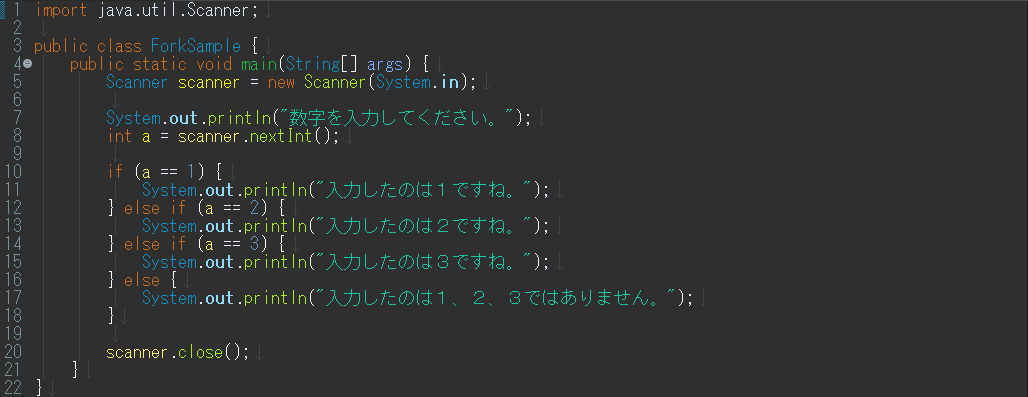 1 import java.util.Scanner;↓
2 ↓
3 public class ForkSample {↓
4 public static void main(String[] args) {↓
5 Scanner scanner = new Scanner(System.in);↓
6 ↓
7 System.out.println("数字を入力してください。");↓
8 int a = scanner.nextInt();↓
9 ↓
10 if (a == 1) {↓
11 System.out.println("入力したのは１ですね。");↓
12 } else if (a == 2) {↓
13 System.out.println("入力したのは２ですね。");↓
14 } else if (a == 3) {↓
15 System.out.println("入力したのは３ですね。");↓
16 } else {↓
17 System.out.println("入力したのは１、２、３ではありません。");↓
18 }↓
19 ↓
20 scanner.close();↓
21 }↓
22 }↓